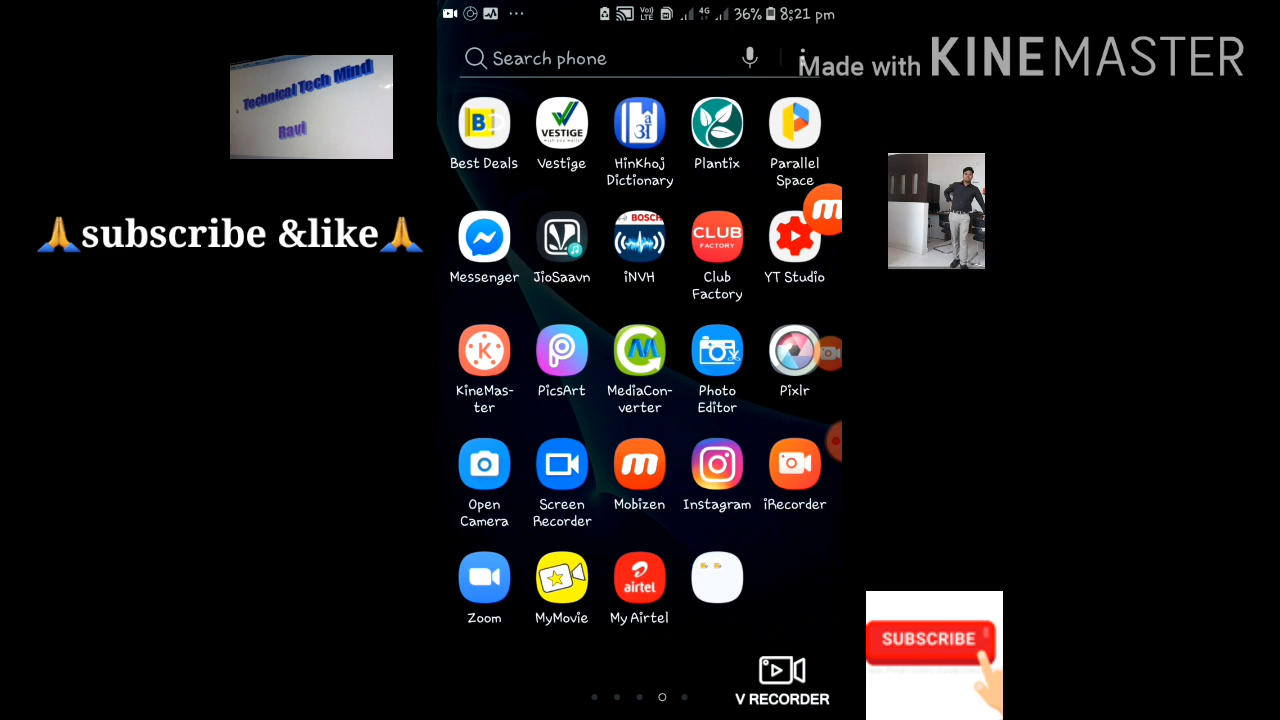 36% 8:21 pm
Search phone
Made with KINEMASTER
Technical Tech Mind
Ravi
🙏subscribe &like🙏
VESTIGE
Best Deals Vestige HinKhoj Dictionary Plantix Parallel Space
BOSCH
CLUB
FACTORY
Messenger JioSaavn iNVH Club Factory YT Studio
KineMas-
ter PicsArt MediaCon-
verter Photo Editor Pixlr
Open Camera Screen Recorder Mobizen Instagram iRecorder
airtel
Zoom MyMovie My Airtel
SUBSCRIBE
V RECORDER